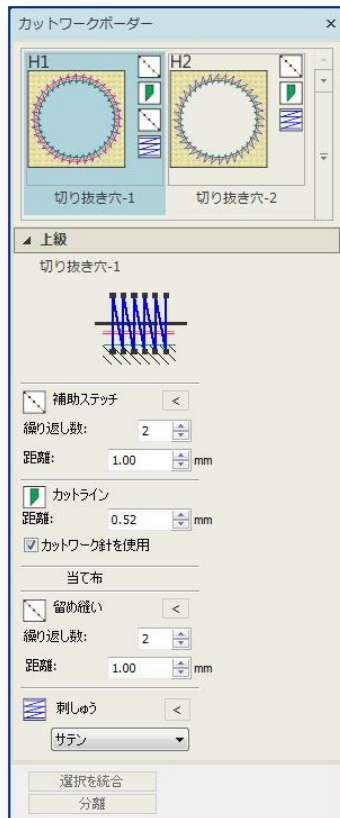 カットワークボーダー
H1
H2
切り抜き穴-1
切り抜き穴-2
上級
切り抜き穴-1
補助ステッチ
<
繰り返し数: 2
距離: 1.00 mm
カットライン
距離: 0.52 mm
カットワーク針を使用
当て布
留め縫い
<
繰り返し数: 2
距離: 1.00 mm
刺しゅう
<
サテン
選択を統合
分離